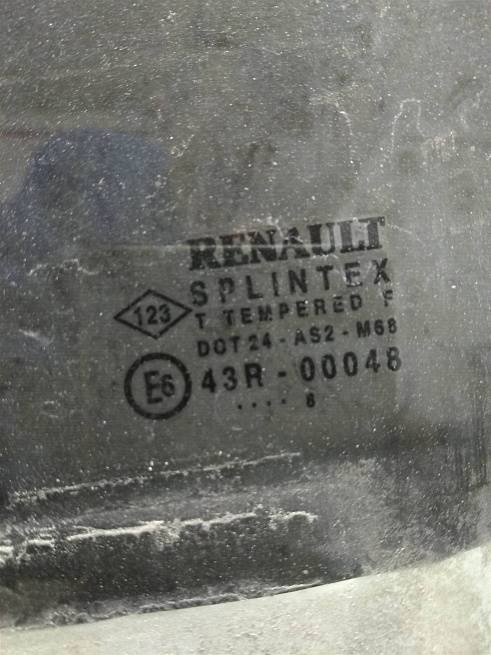 RENAULT
SPLINTEX
123
T TEMPERED F
DOT 24 - AS2 - M68
E6 43R - 00048
.... 8